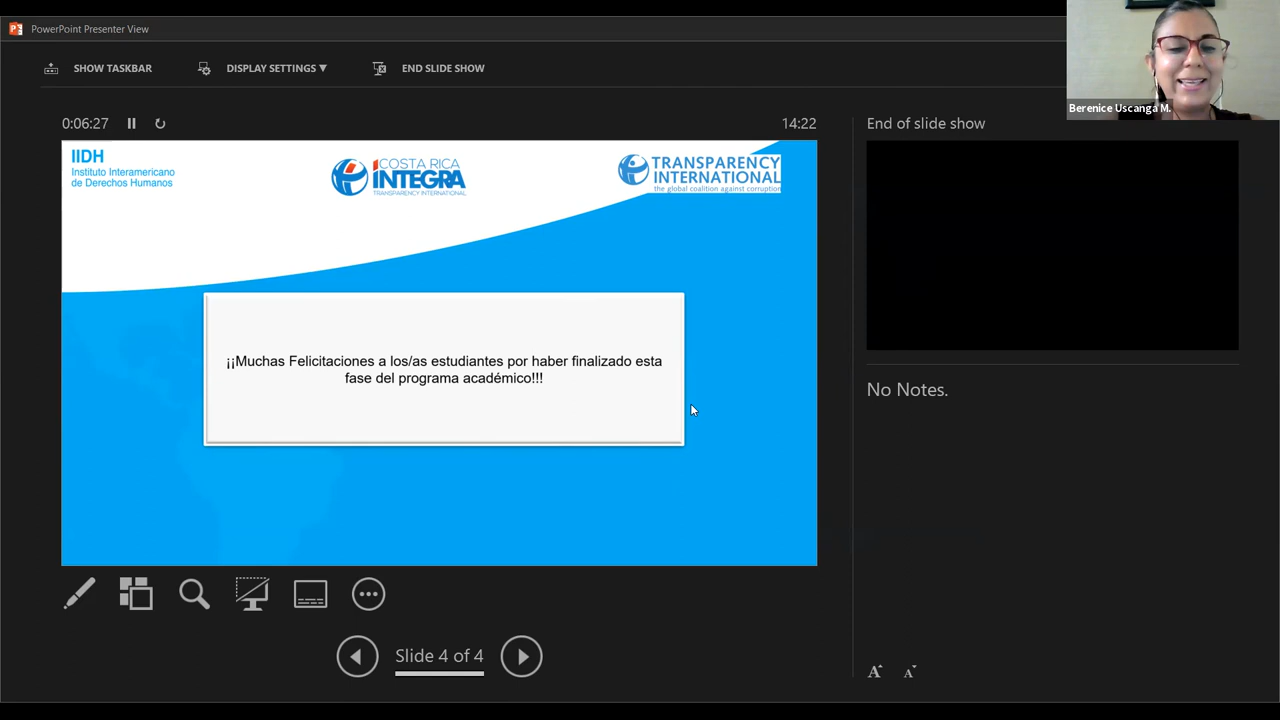 PowerPoint Presenter View
SHOW TASKBAR
DISPLAY SETTINGS ▼
END SLIDE SHOW
Berenice Uscanga M.
0:06:27
14:22
End of slide show
IIDH
Instituto Interamericano
de Derechos Humanos
COSTA RICA
INTEGRA
TRANSPARENCY INTERNATIONAL
TRANSPARENCY
INTERNATIONAL
the global coalition against corruption
¡¡Muchas Felicitaciones a los/as estudiantes por haber finalizado esta
fase del programa académico!!!
No Notes.
Slide 4 of 4
A A